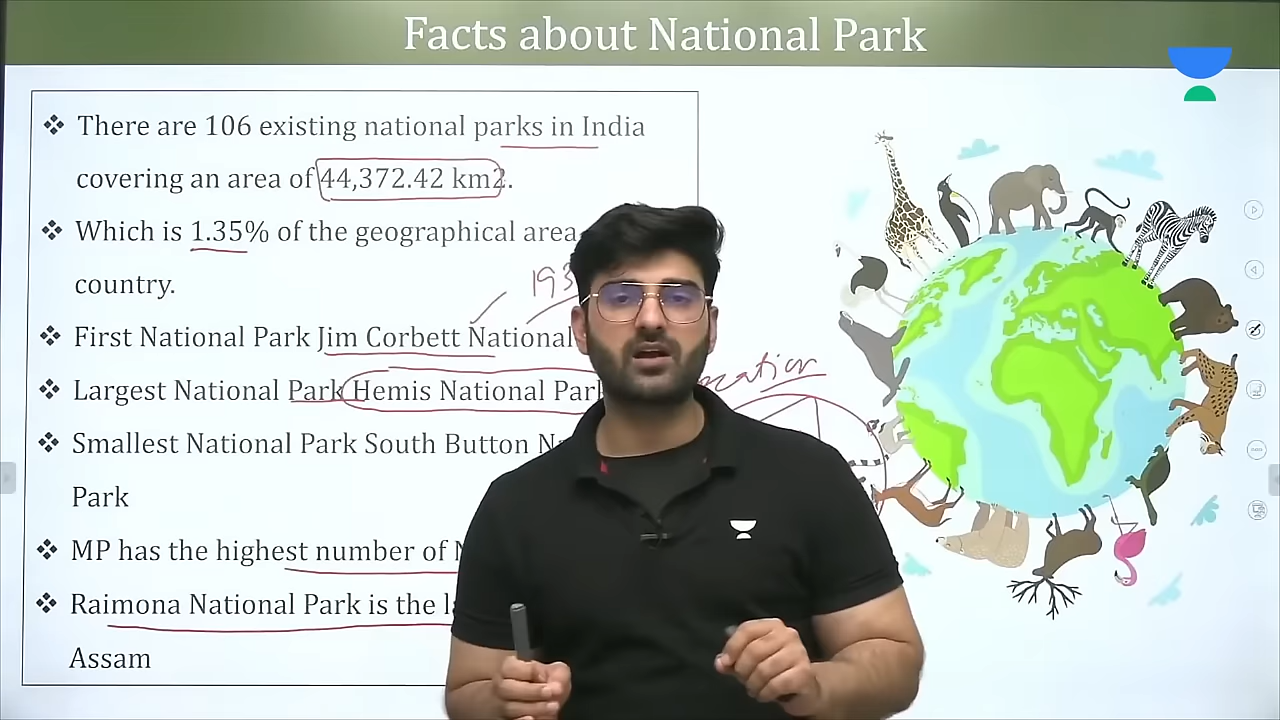 Facts about National Park
❖ There are 106 existing national parks in India
covering an area of 44,372.42 km2.
❖ Which is 1.35% of the geographical area
country.
193
❖ First National Park Jim Corbett National
❖ Largest National Park Hemis National Park
❖ Smallest National Park South Button
Park
❖ MP has the highest number of
❖ Raimona National Park is the
Assam